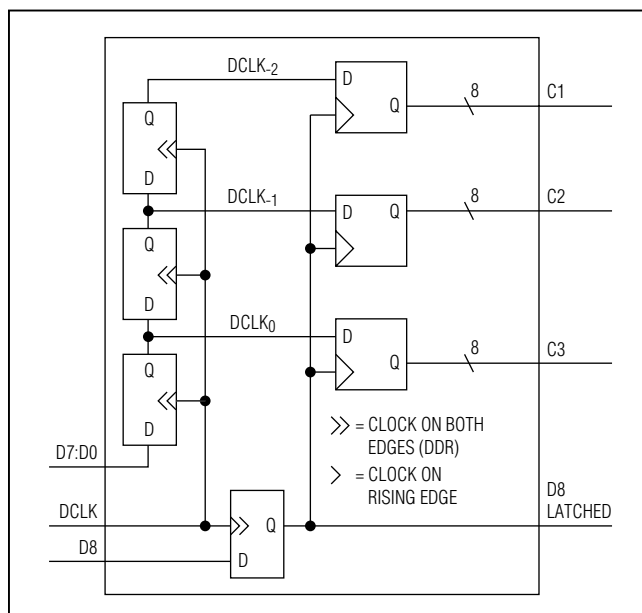 DCLK-2
D
Q
8
C1
Q
D
DCLK-1
D
Q
8
C2
Q
D
DCLK0
D
Q
8
C3
Q
D
>> = CLOCK ON BOTH
EDGES (DDR)
> = CLOCK ON
RISING EDGE
D7:D0
DCLK
D8
Q
D
D8
LATCHED